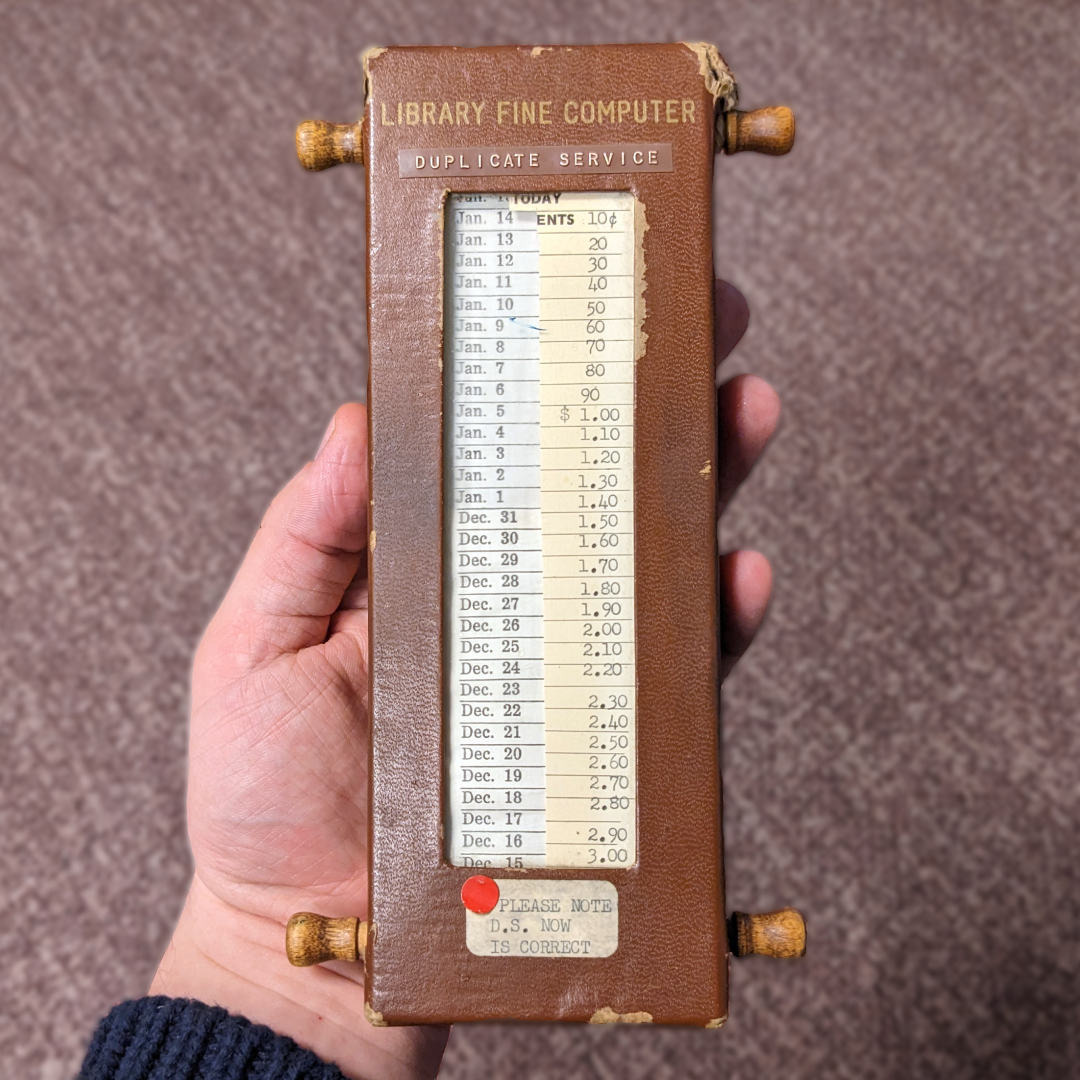 LIBRARY FINE COMPUTER
DUPLICATE SERVICE
TODAY
Jan. 14 ENTS 10¢
Jan. 13 20
Jan. 12 30
Jan. 11 40
Jan. 10 50
Jan. 9 60
Jan. 8 70
Jan. 7 80
Jan. 6 90
Jan. 5 $ 1.00
Jan. 4 1.10
Jan. 3 1.20
Jan. 2 1.30
Jan. 1 1.40
Dec. 31 1.50
Dec. 30 1.60
Dec. 29 1.70
Dec. 28 1.80
Dec. 27 1.90
Dec. 26 2.00
Dec. 25 2.10
Dec. 24 2.20
Dec. 23 2.30
Dec. 22 2.40
Dec. 21 2.50
Dec. 20 2.60
Dec. 19 2.70
Dec. 18 2.80
Dec. 17
Dec. 16 2.90
Dec. 15 3.00
PLEASE NOTE
D.S. NOW
IS CORRECT